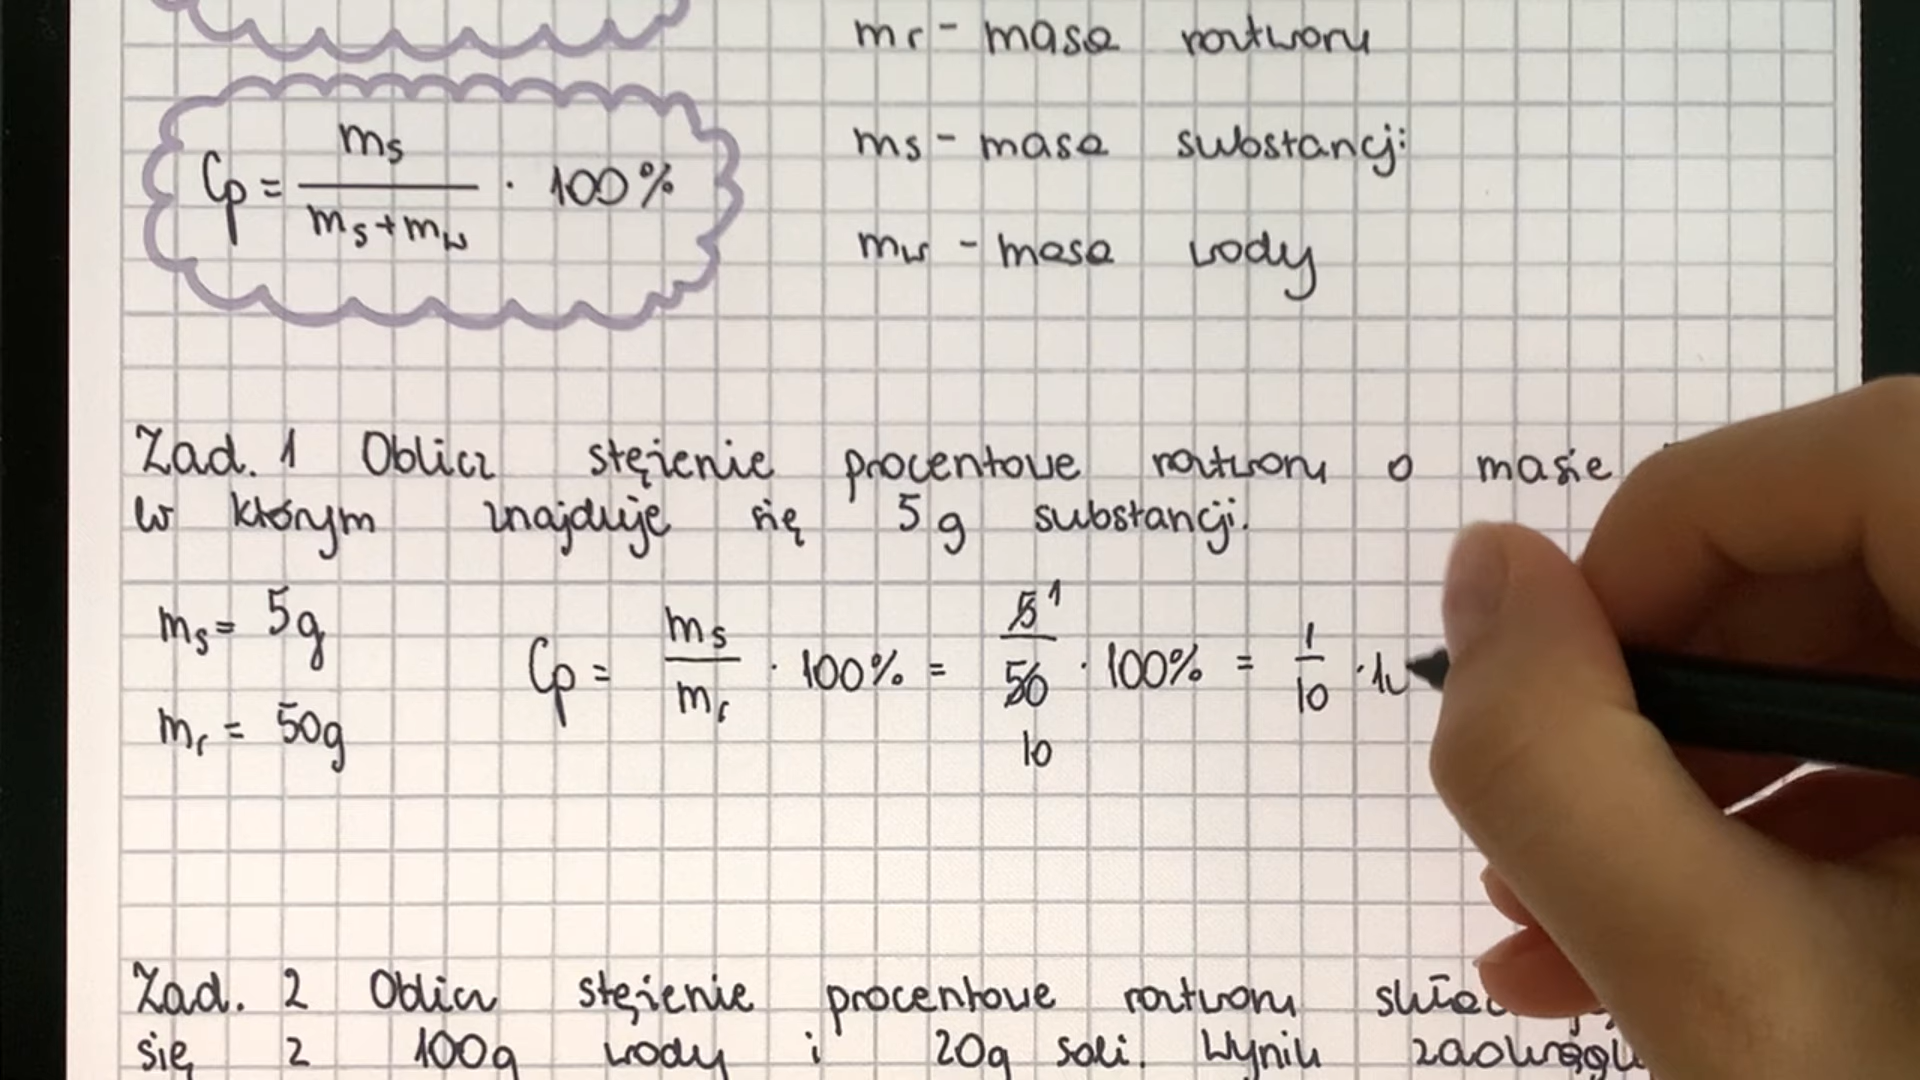 mr - masa roztworu
Cp = ms / ms + mw · 100%
ms - masa substancji
mw - masa wody
Zad. 1 Oblicz stężenie procentowe roztworu o masie
w którym znajduje się 5 g substancji.
ms = 5g
mr = 50g
Cp = ms / mr · 100% = 5 1 / 50 10 · 100% = 1 / 10 · 1
Zad. 2 Oblicz stężenie procentowe roztworu
się z 100g wody i 20g soli. Wynik